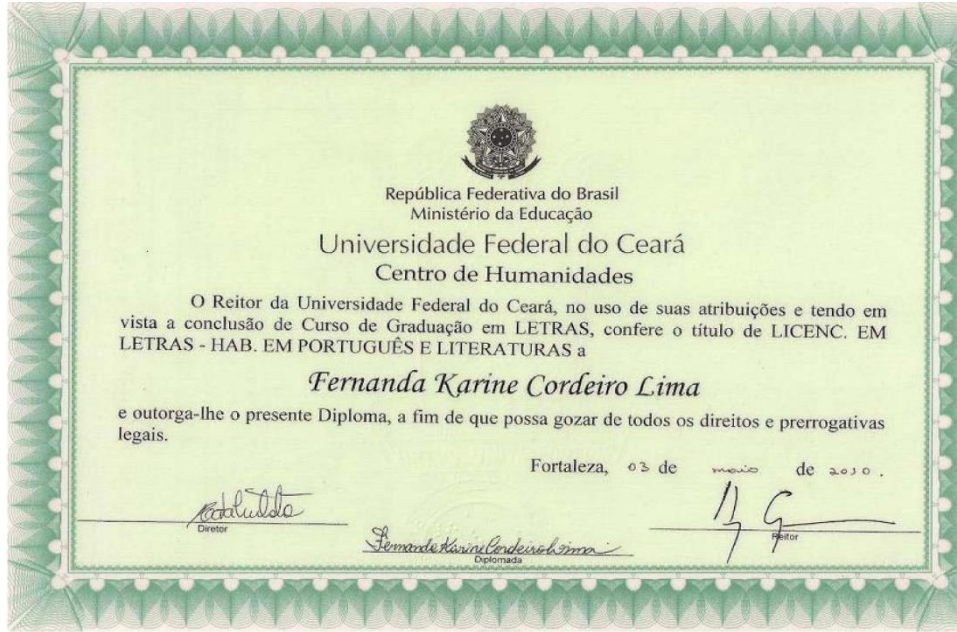 República Federativa do Brasil
Ministério da Educação
Universidade Federal do Ceará
Centro de Humanidades
O Reitor da Universidade Federal do Ceará, no uso de suas atribuições e tendo em
vista a conclusão de Curso de Graduação em LETRAS, confere o título de LICENC. EM
LETRAS - HAB. EM PORTUGUÊS E LITERATURAS a
Fernanda Karine Cordeiro Lima
e outorga-lhe o presente Diploma, a fim de que possa gozar de todos os direitos e prerrogativas
legais.
Fortaleza, 03 de maio de 2010.
Diretor
Reitor
Fernanda Karine Cordeiro Lima
Diplomada